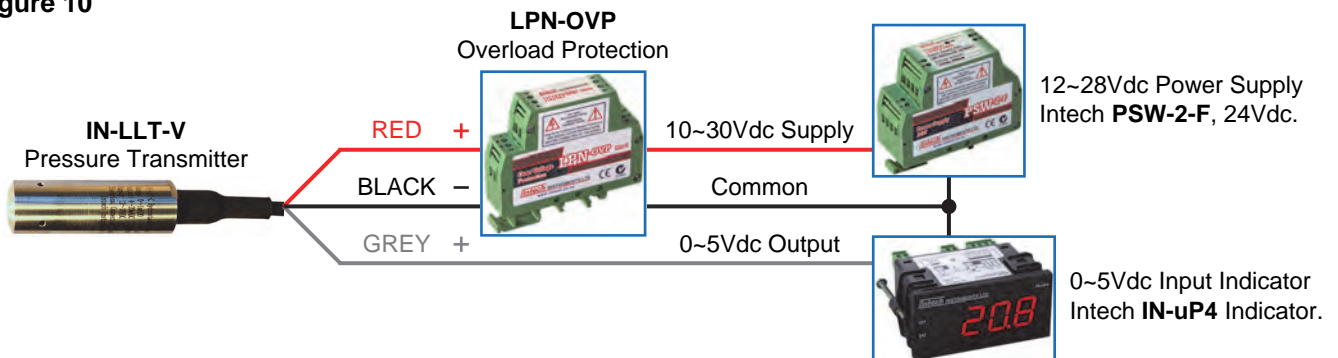 gure 10
LPN-OVP
Overload Protection
12~28Vdc Power Supply
Intech PSW-2-F, 24Vdc.
IN-LLT-V
Pressure Transmitter
RED +
10~30Vdc Supply
BLACK −
Common
GREY +
0~5Vdc Output
0~5Vdc Input Indicator
Intech IN-uP4 Indicator.
LPN-OVP
20.8